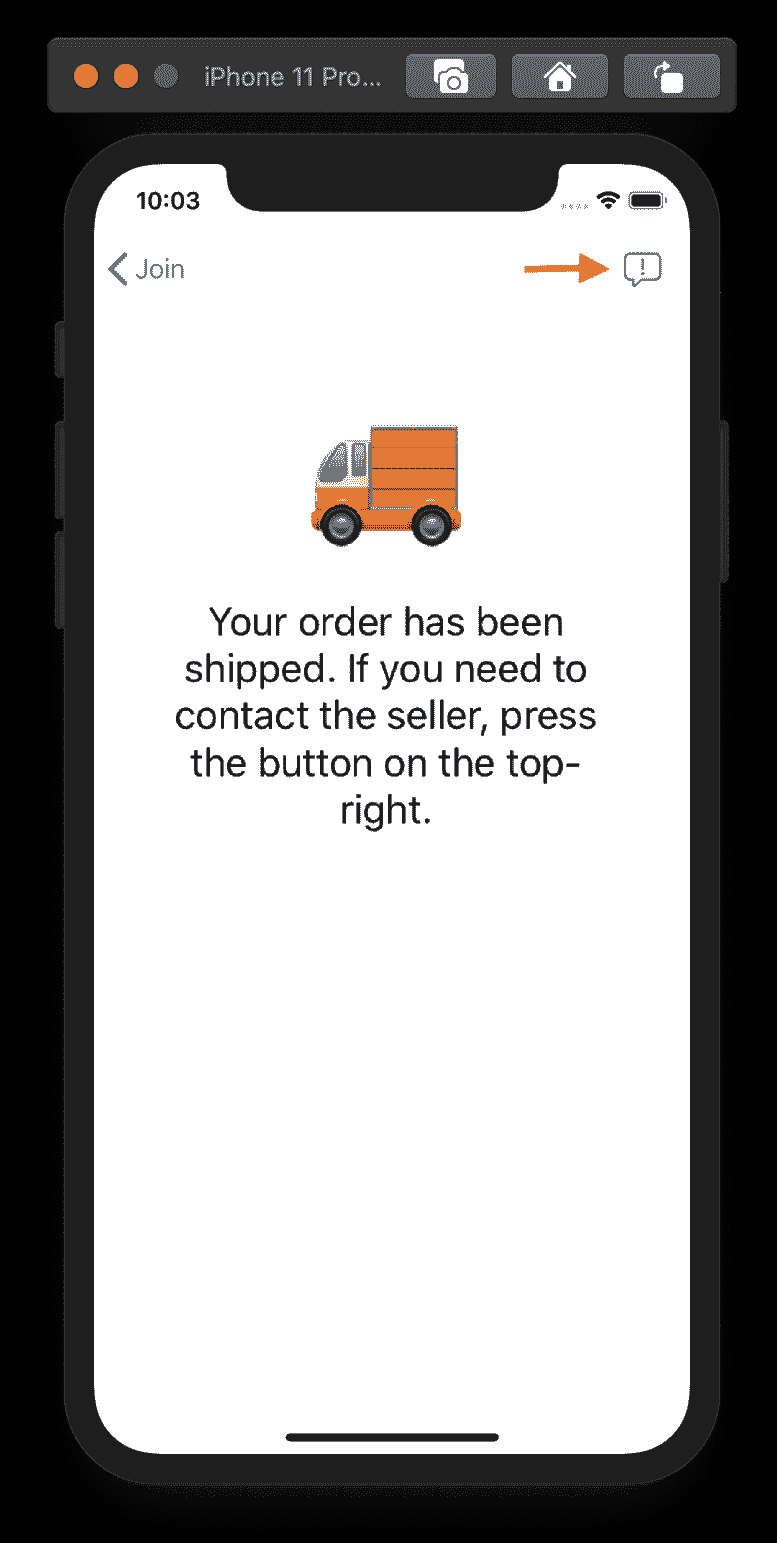 iPhone 11 Pro...
10:03
Join
Your order has been
shipped. If you need to
contact the seller, press
the button on the top-
right.